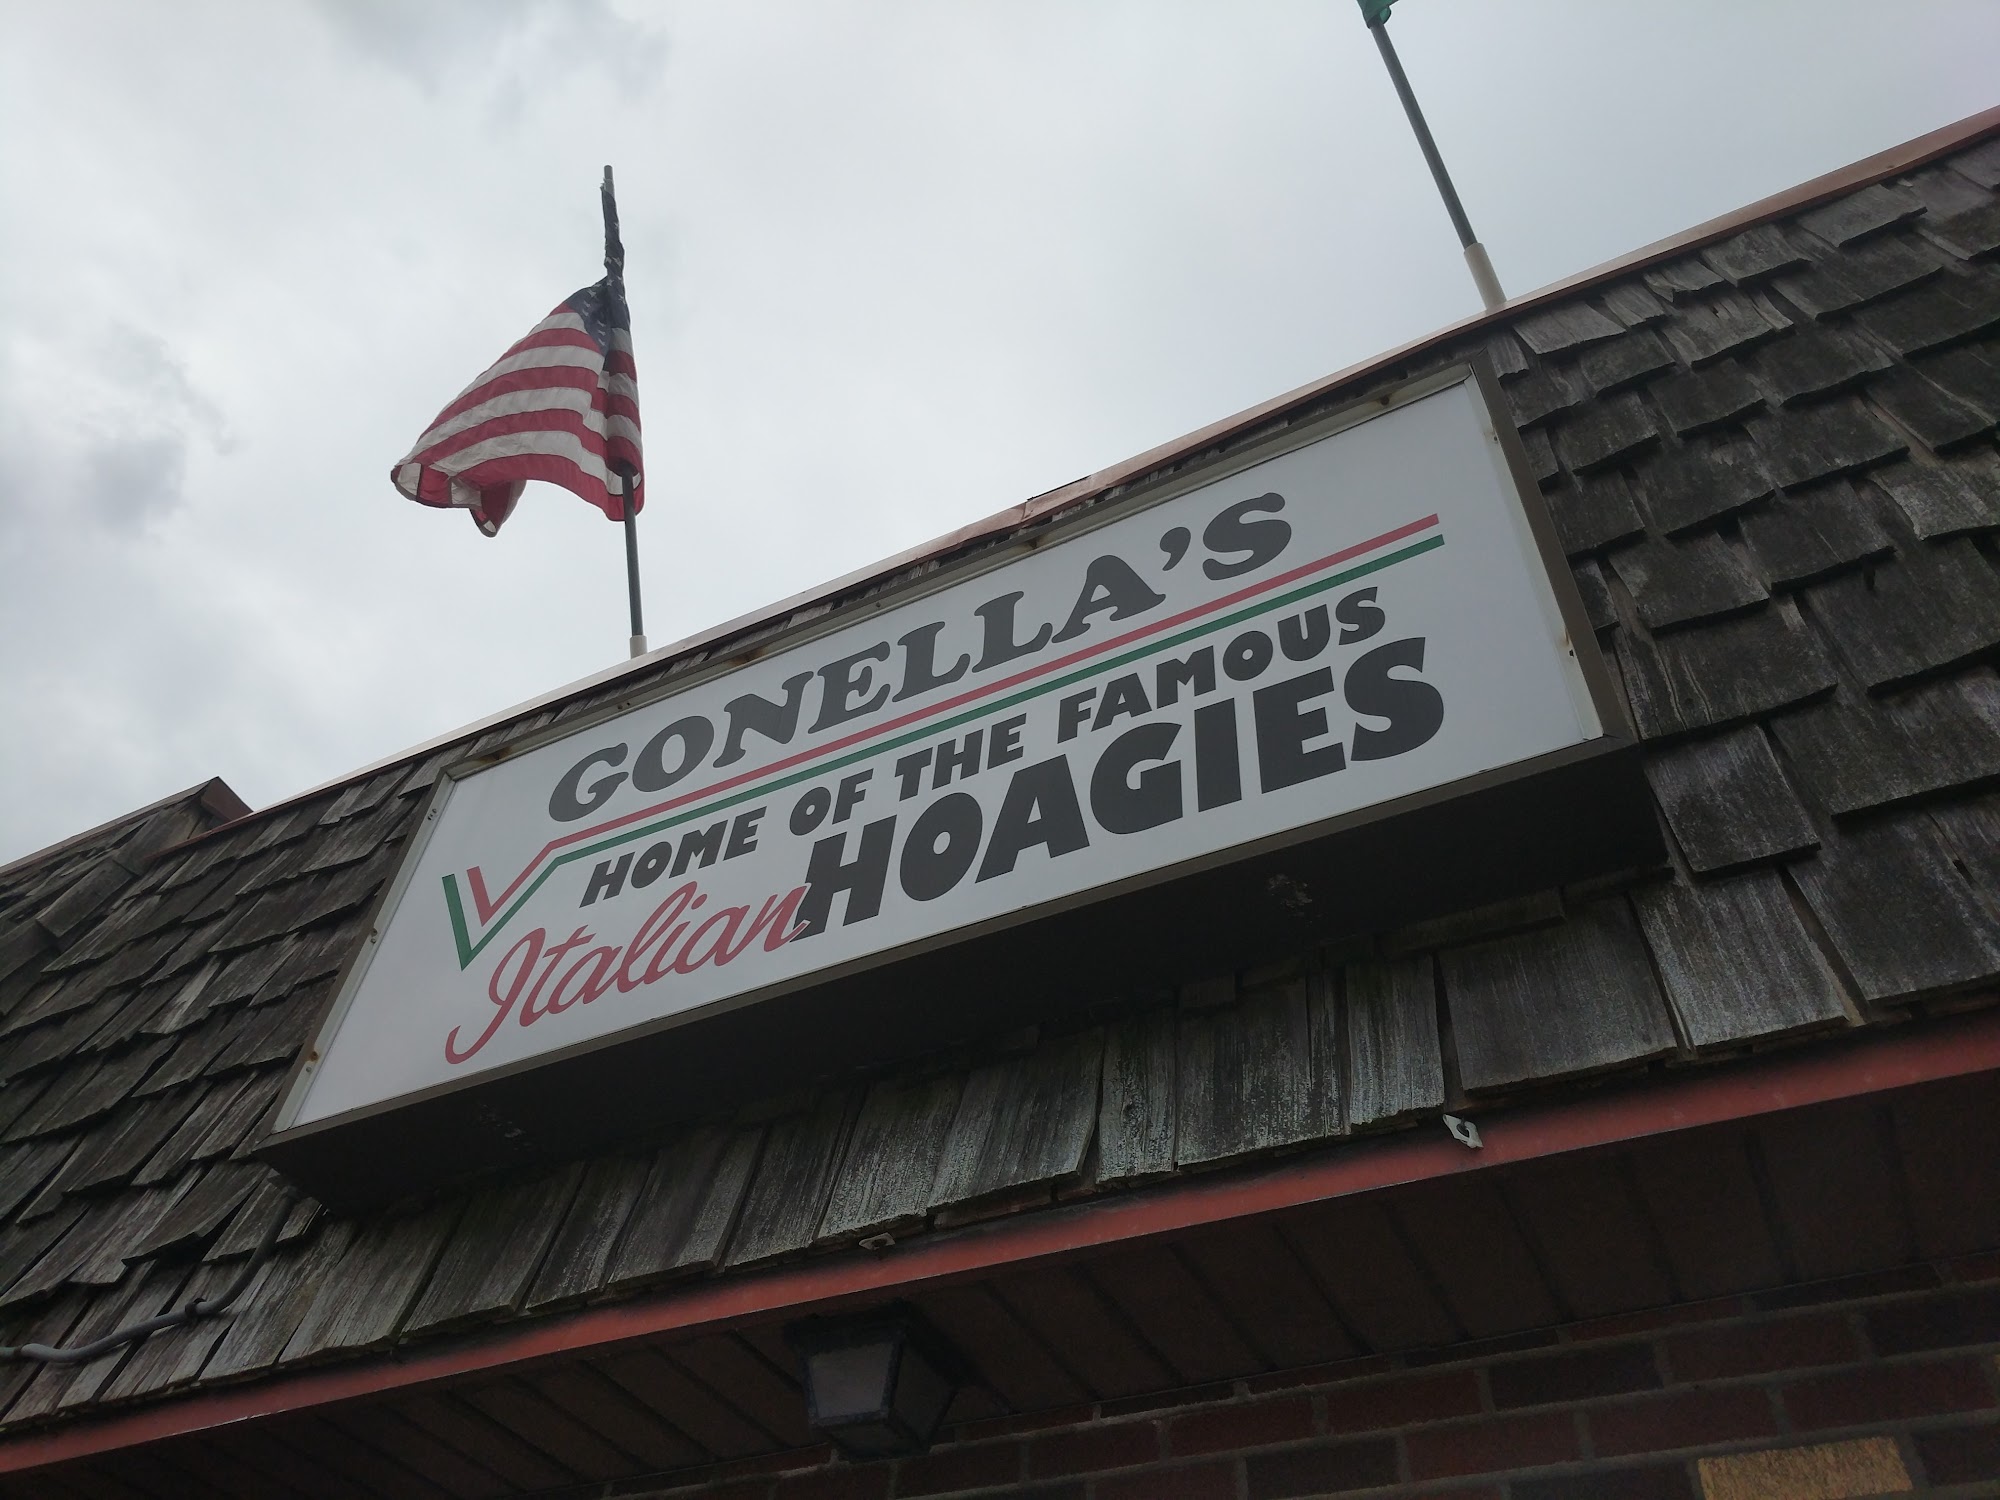 GONELLA'S
HOME OF THE FAMOUS
Italian HOAGIES